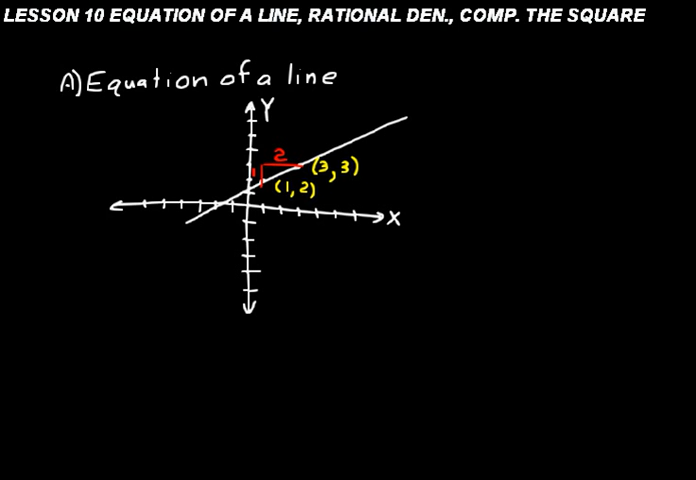 LESSON 10 EQUATION OF A LINE, RATIONAL DEN., COMP. THE SQUARE
A) Equation of a line
Y
2
1
(3,3)
(1,2)
X